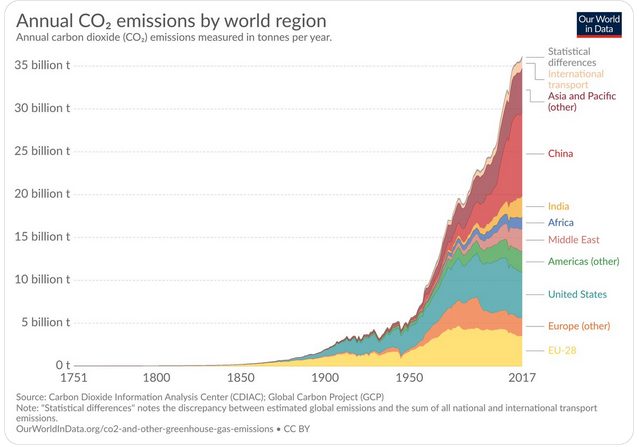 Annual CO₂ emissions by world region
Annual carbon dioxide (CO₂) emissions measured in tonnes per year.
Our World
in Data
35 billion t
30 billion t
25 billion t
20 billion t
15 billion t
10 billion t
5 billion t
0 t
1751
1800
1850
1900
1950
2017
Statistical
differences
International
transport
Asia and Pacific
(other)
China
India
Africa
Middle East
Americas (other)
United States
Europe (other)
EU-28
Source: Carbon Dioxide Information Analysis Center (CDIAC); Global Carbon Project (GCP)
Note: "Statistical differences" notes the discrepancy between estimated global emissions and the sum of all national and international transport
emissions.
OurWorldInData.org/co2-and-other-greenhouse-gas-emissions • CC BY